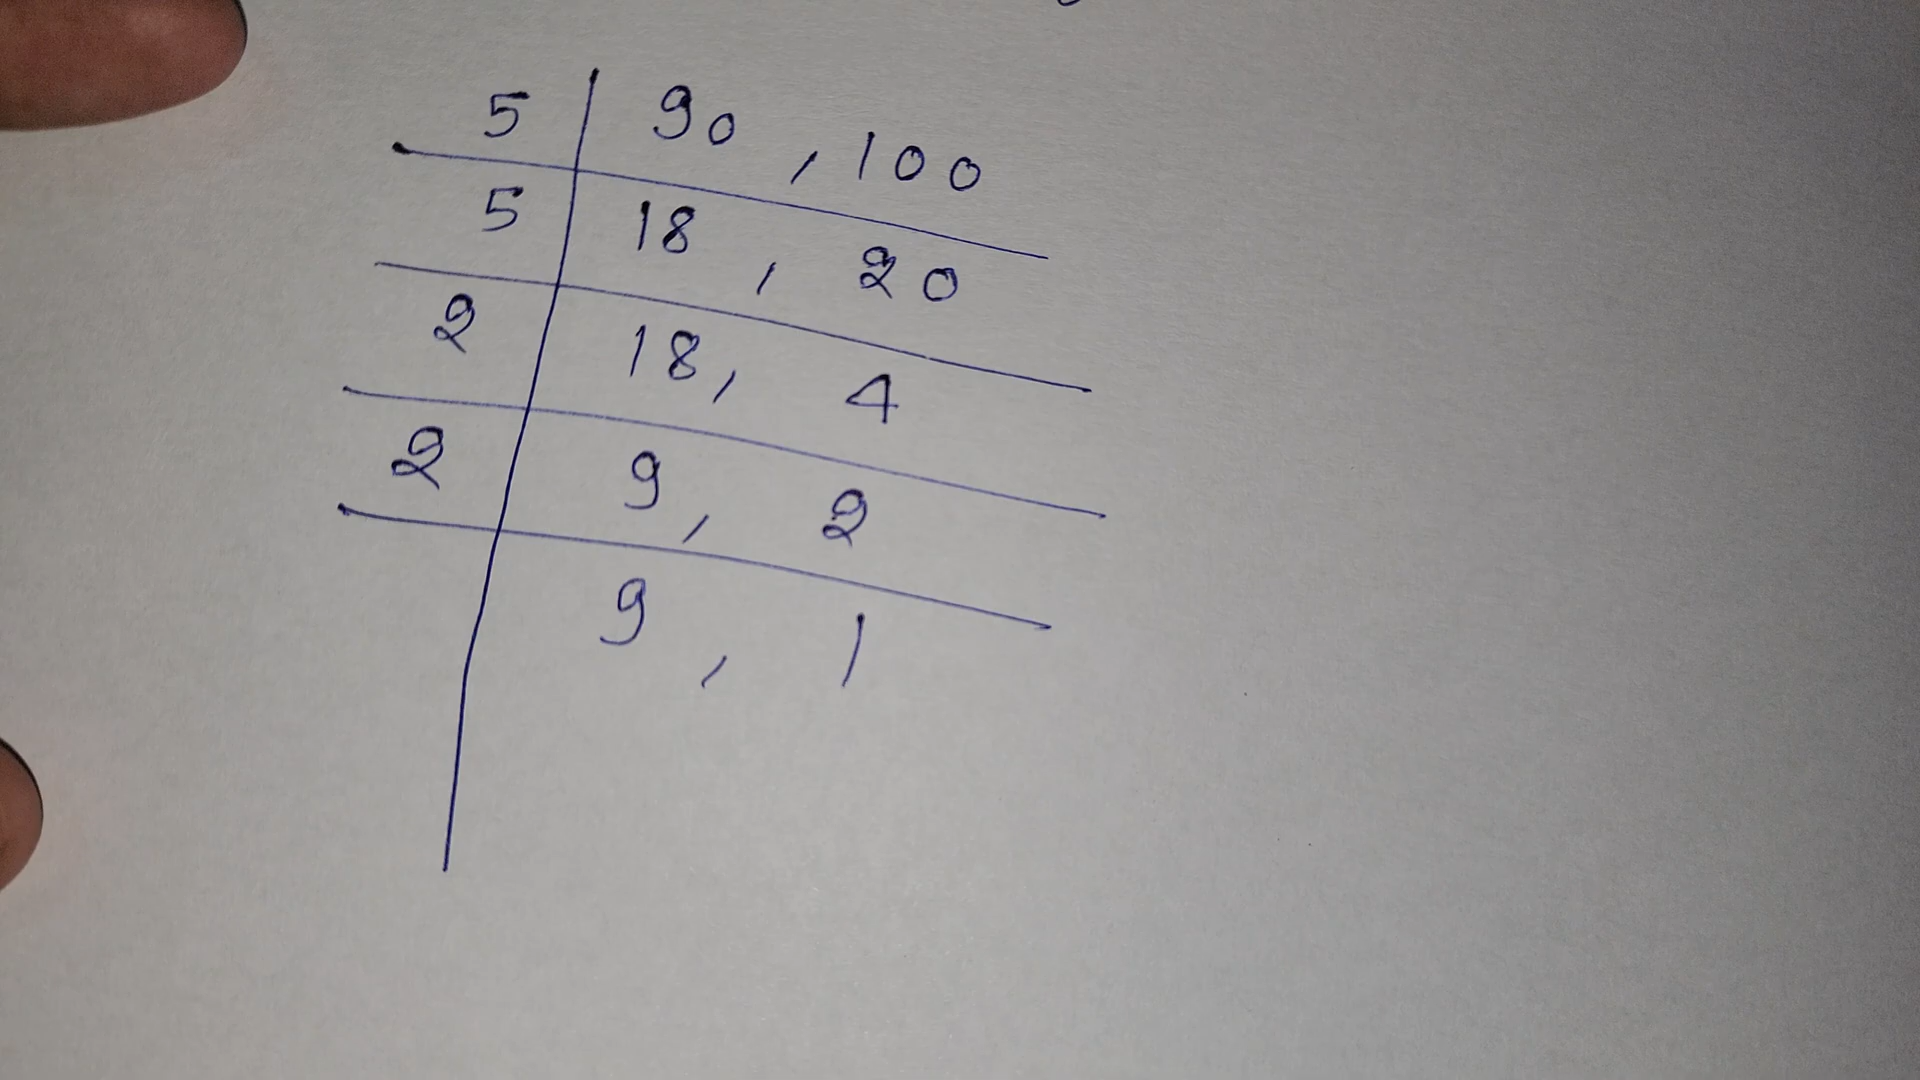 5 | 90 , 100
5 | 18 , 20
2 | 18 , 4
2 | 9 , 2
9 , 1